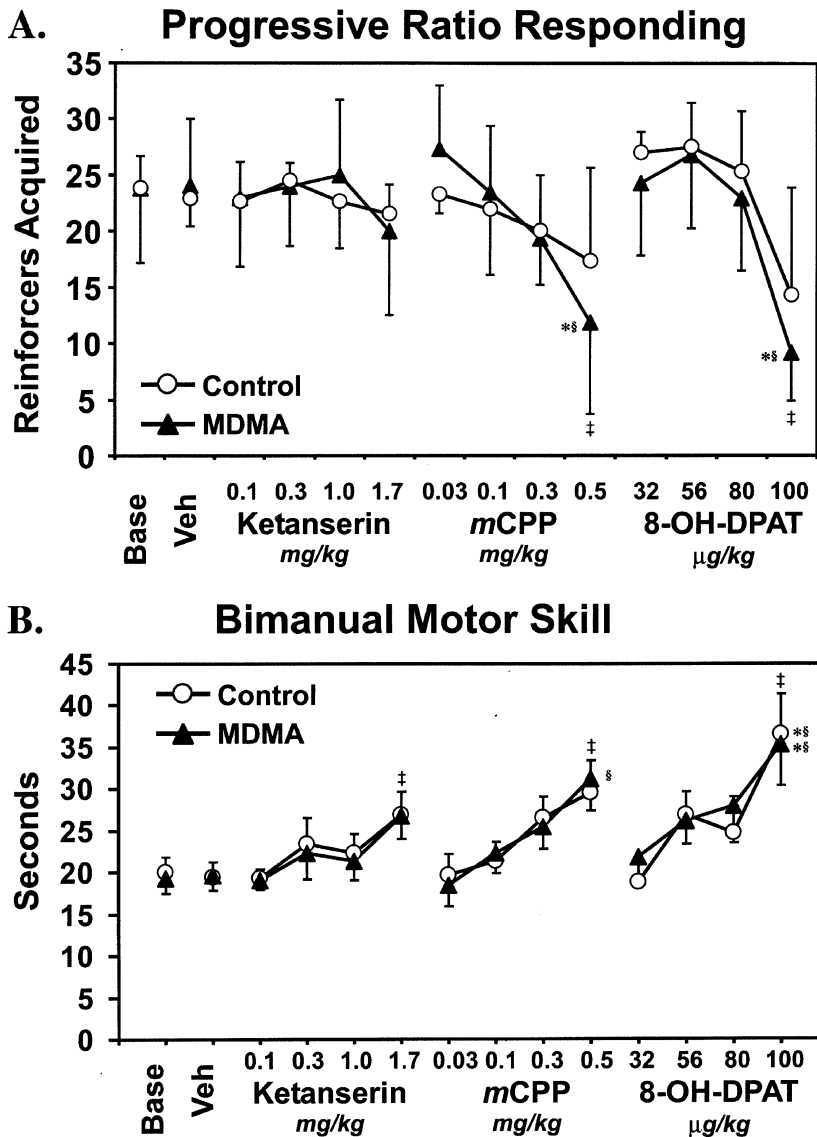 A. Progressive Ratio Responding
35
30
25
20
15
10
5
0
Reinforcers Acquired
Control
MDMA
*§
‡
*§
‡
Base
Veh
0.1 0.3 1.0 1.7 0.03 0.1 0.3 0.5 32 56 80 100
Ketanserin mCPP 8-OH-DPAT
mg/kg mg/kg μg/kg
B. Bimanual Motor Skill
45
40
35
30
25
20
15
10
5
0
Seconds
Control
MDMA
‡
‡
§
‡
*§
*§
Base
Veh
0.1 0.3 1.0 1.7 0.03 0.1 0.3 0.5 32 56 80 100
Ketanserin mCPP 8-OH-DPAT
mg/kg mg/kg μg/kg